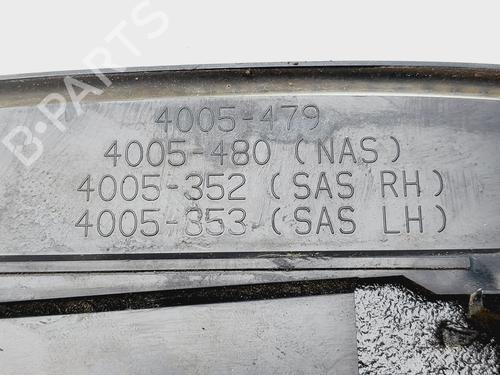 B-PARTS
4005-479
4005-480 (NAS)
4005-352 (SAS RH)
4005-353 (SAS LH)